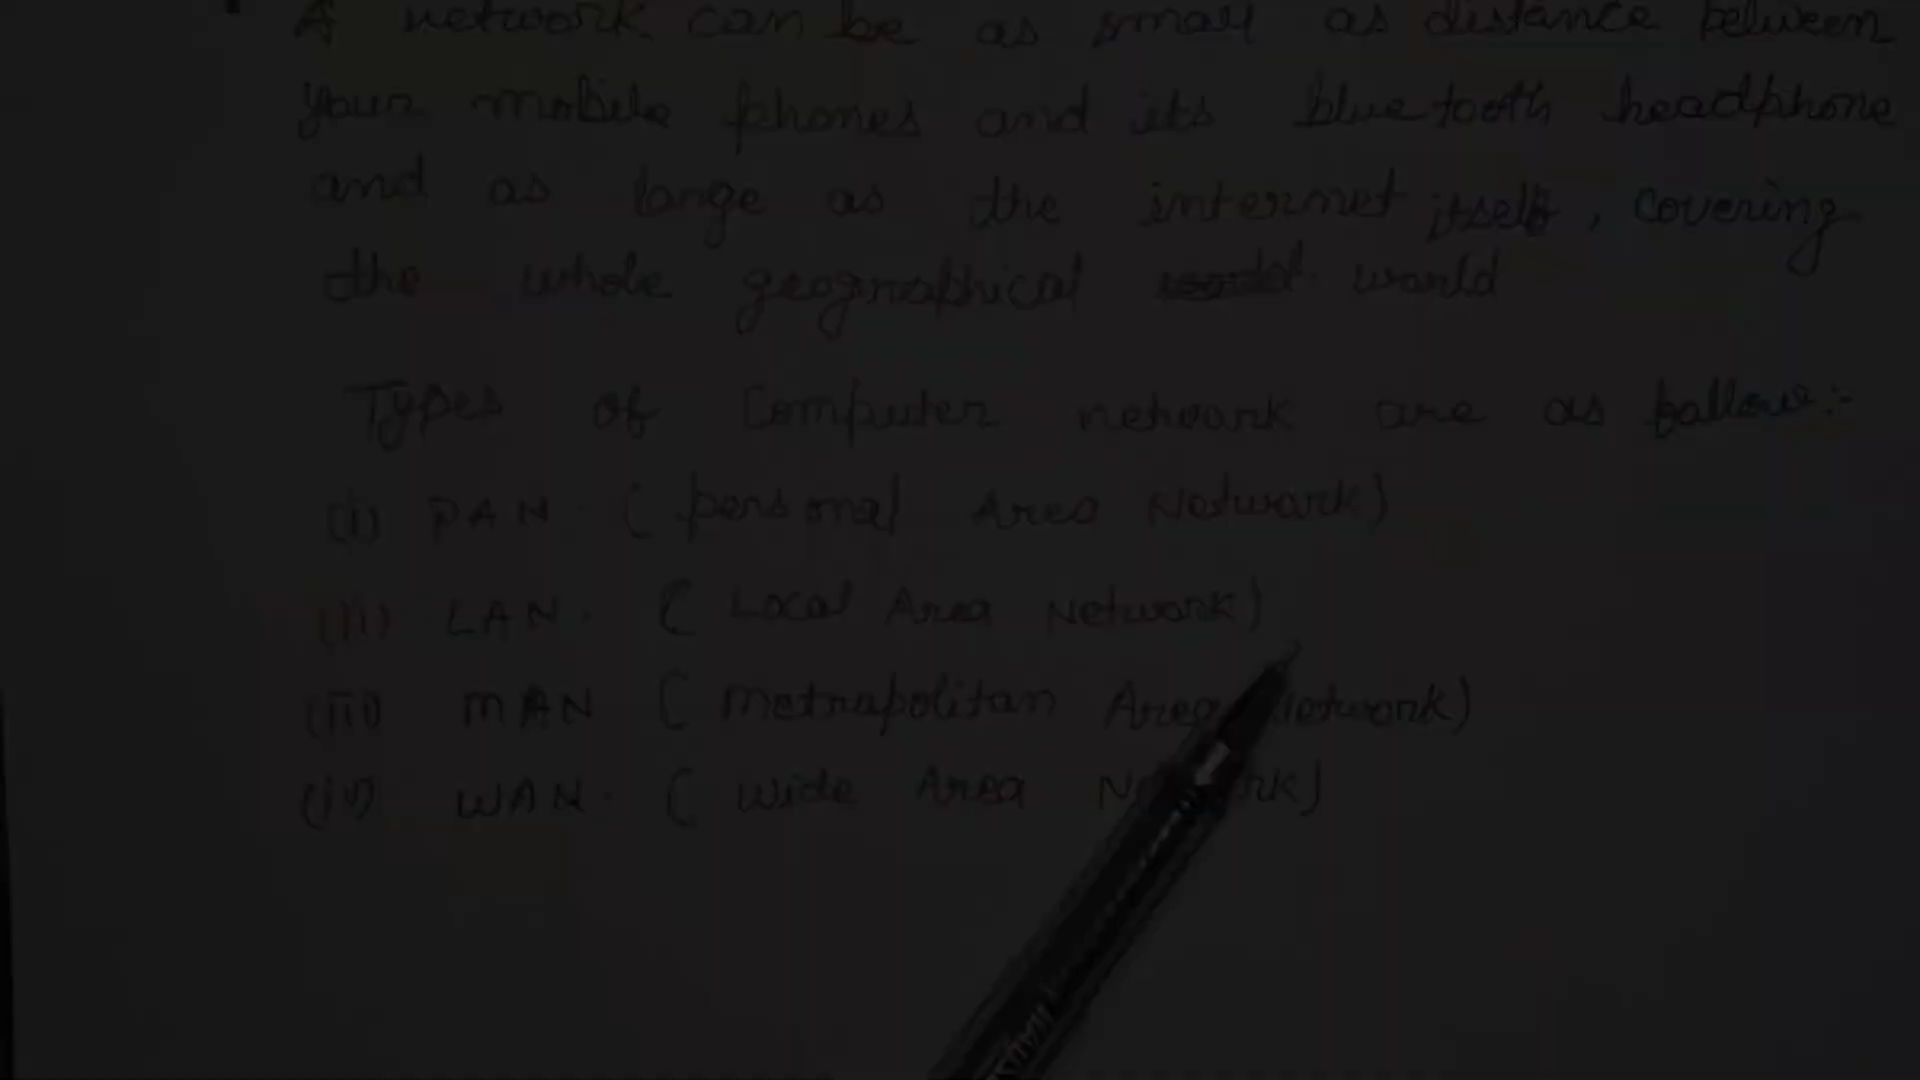 A network can be as small as distance between
your mobile phones and its bluetooth headphone
and as large as the internet itself, covering
the whole geographical world
Types of Computer network are as follow:-
(i) PAN. (personal Area Network)
(ii) LAN. (Local Area Network)
(iii) MAN (Metropolitan Area Network)
(iv) WAN. (Wide Area Network)